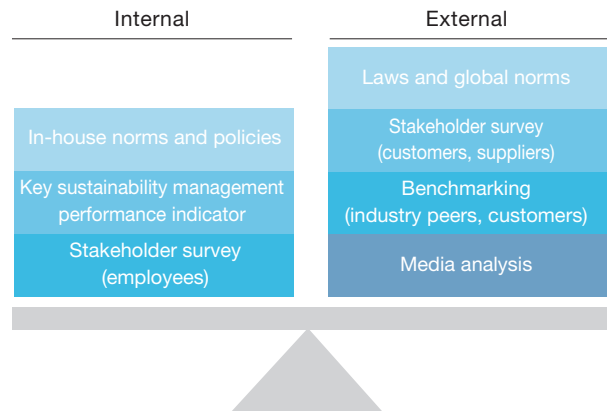 Internal
In-house norms and policies
Key sustainability management
performance indicator
Stakeholder survey
(employees)
External
Laws and global norms
Stakeholder survey
(customers, suppliers)
Benchmarking
(industry peers, customers)
Media analysis